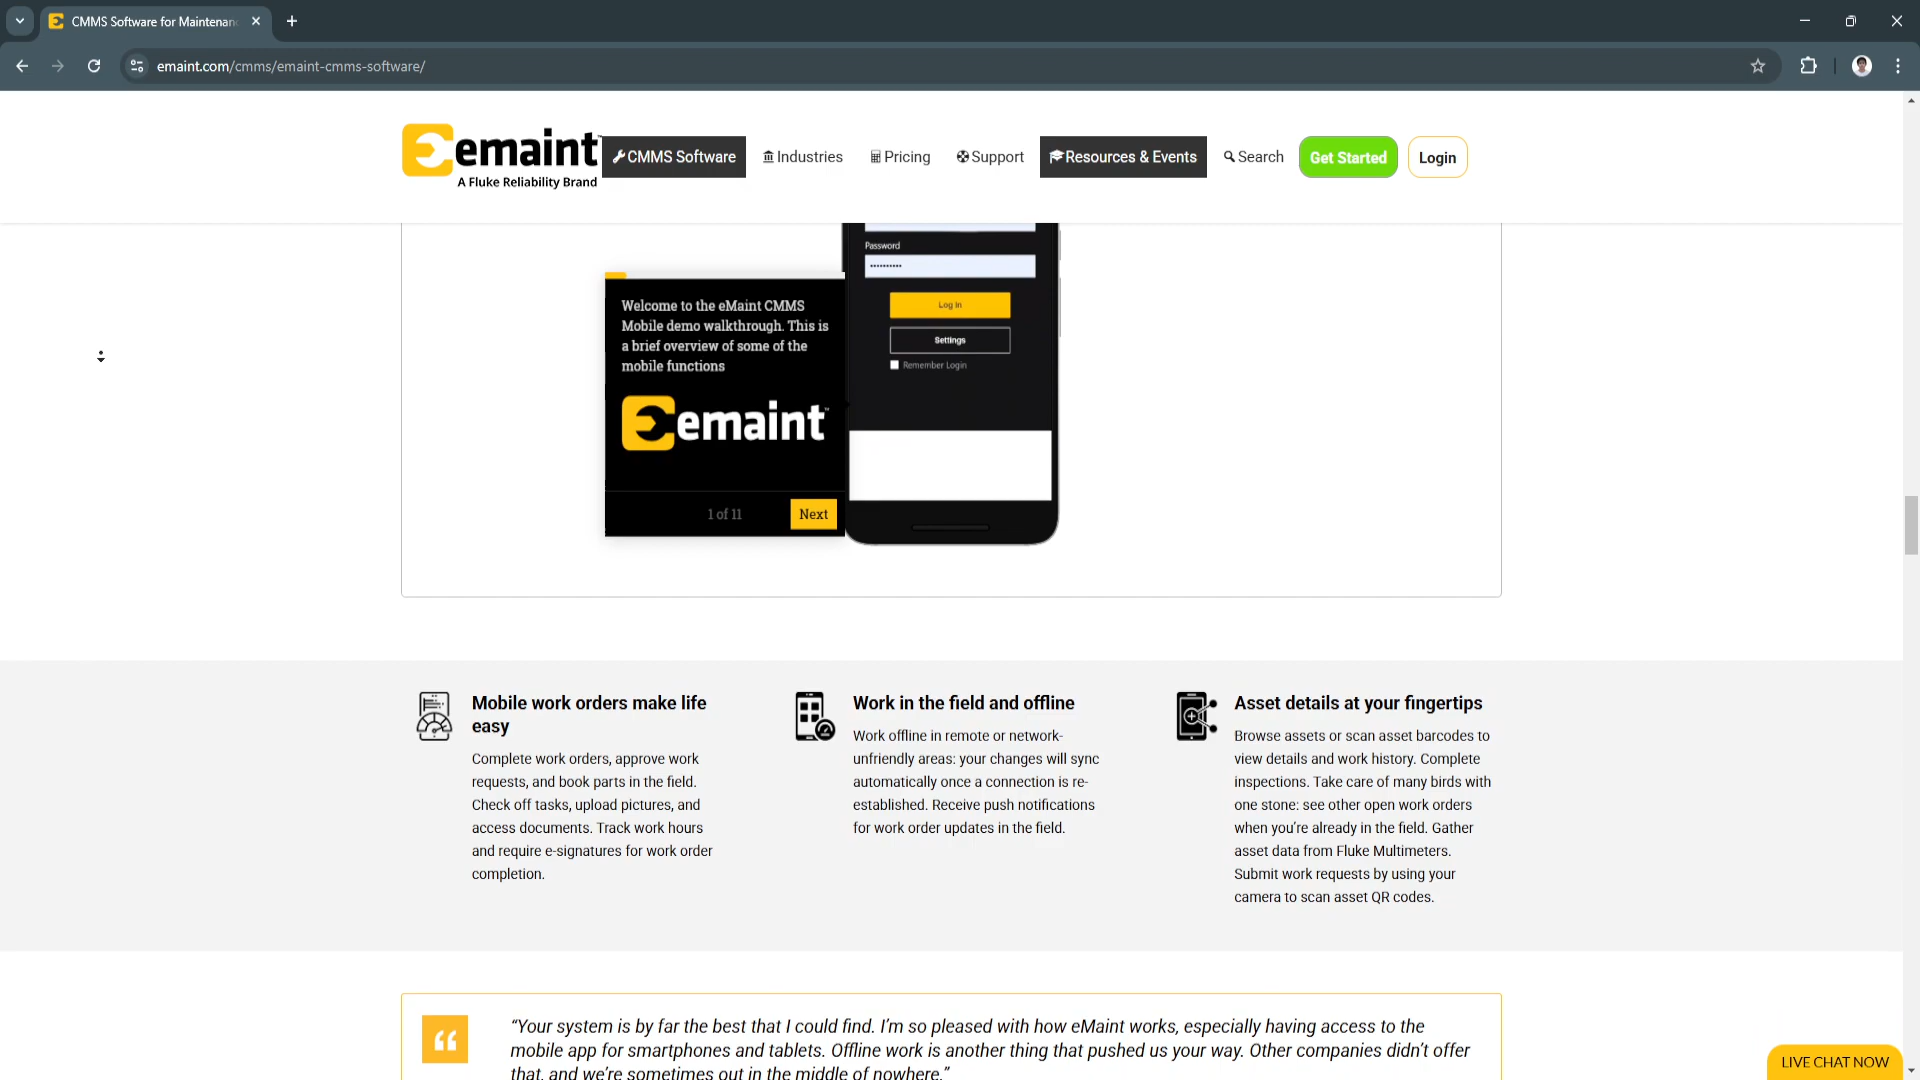 CMMS Software for Maintenan
emaint.com/cmms/emaint-cmms-software/
emaint
A Fluke Reliability Brand
CMMS Software
Industries
Pricing
Support
Resources & Events
Search
Get Started
Login
Password
Log in
Settings
Remember Login
Welcome to the eMaint CMMS
Mobile demo walkthrough. This is
a brief overview of some of the
mobile functions
emaint
1 of 11
Next
Mobile work orders make life
easy
Complete work orders, approve work
requests, and book parts in the field.
Check off tasks, upload pictures, and
access documents. Track work hours
and require e-signatures for work order
completion.
Work in the field and offline
Work offline in remote or network-
unfriendly areas: your changes will sync
automatically once a connection is re-
established. Receive push notifications
for work order updates in the field.
Asset details at your fingertips
Browse assets or scan asset barcodes to
view details and work history. Complete
inspections. Take care of many birds with
one stone: see other open work orders
when you’re already in the field. Gather
asset data from Fluke Multimeters.
Submit work requests by using your
camera to scan asset QR codes.
“Your system is by far the best that I could find. I’m so pleased with how eMaint works, especially having access to the
mobile app for smartphones and tablets. Offline work is another thing that pushed us your way. Other companies didn’t offer
that, and we’re sometimes out in the middle of nowhere.”
LIVE CHAT NOW